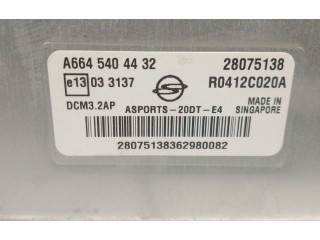 A664 540 44 32 28075138
e13 03 3137 R0412C020A
DCM3.2AP ASPORTS-20DT-E4 MADE IN SINGAPORE
28075138362980082